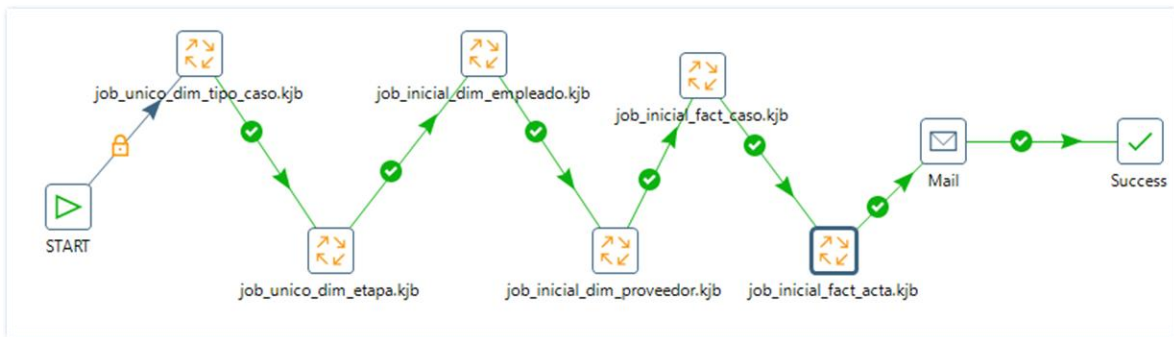 job_unico_dim_tipo_caso.kjb
job_inicial_dim_empleado.kjb
job_inicial_fact_caso.kjb
Mail
Success
START
job_unico_dim_etapa.kjb
job_inicial_dim_proveedor.kjb
job_inicial_fact_acta.kjb